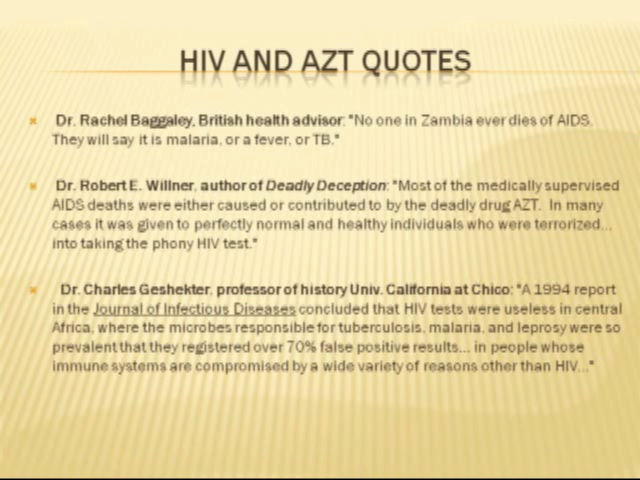 HIV AND AZT QUOTES
Dr. Rachel Baggaley, British health advisor: "No one in Zambia ever dies of AIDS.
They will say it is malaria, or a fever, or TB."
Dr. Robert E. Willner, author of Deadly Deception: "Most of the medically supervised
AIDS deaths were either caused or contributed to by the deadly drug AZT. In many
cases it was given to perfectly normal and healthy individuals who were terrorized...
into taking the phony HIV test."
Dr. Charles Geshekter, professor of history Univ. California at Chico: "A 1994 report
in the Journal of Infectious Diseases concluded that HIV tests were useless in central
Africa, where the microbes responsible for tuberculosis, malaria, and leprosy were so
prevalent that they registered over 70% false positive results... in people whose
immune systems are compromised by a wide variety of reasons other than HIV..."